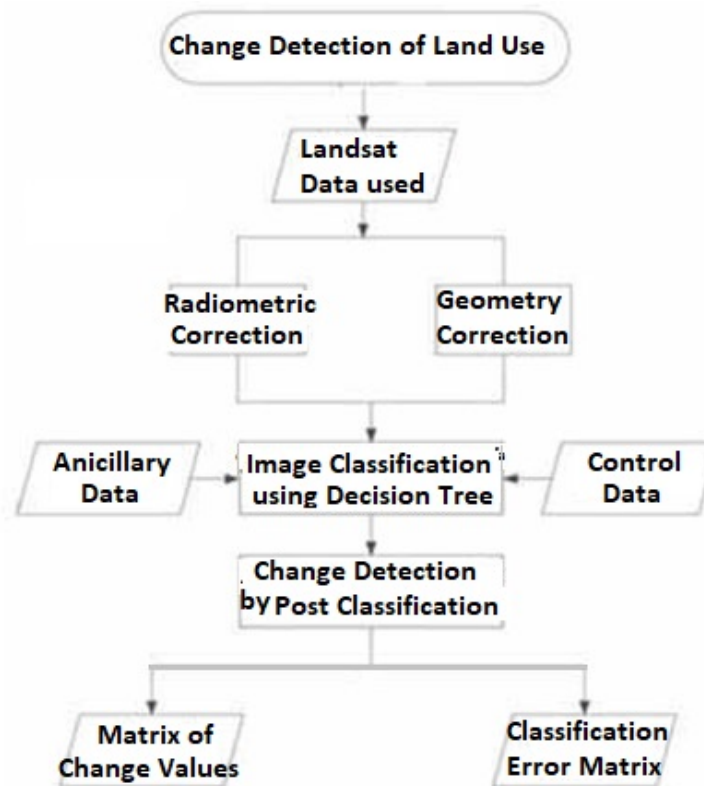 Change Detection of Land Use
Landsat
Data used
Radiometric
Correction
Geometry
Correction
Anicillary
Data
Image Classification
using Decision Tree
Control
Data
Change Detection
by Post Classification
Matrix of
Change Values
Classification
Error Matrix